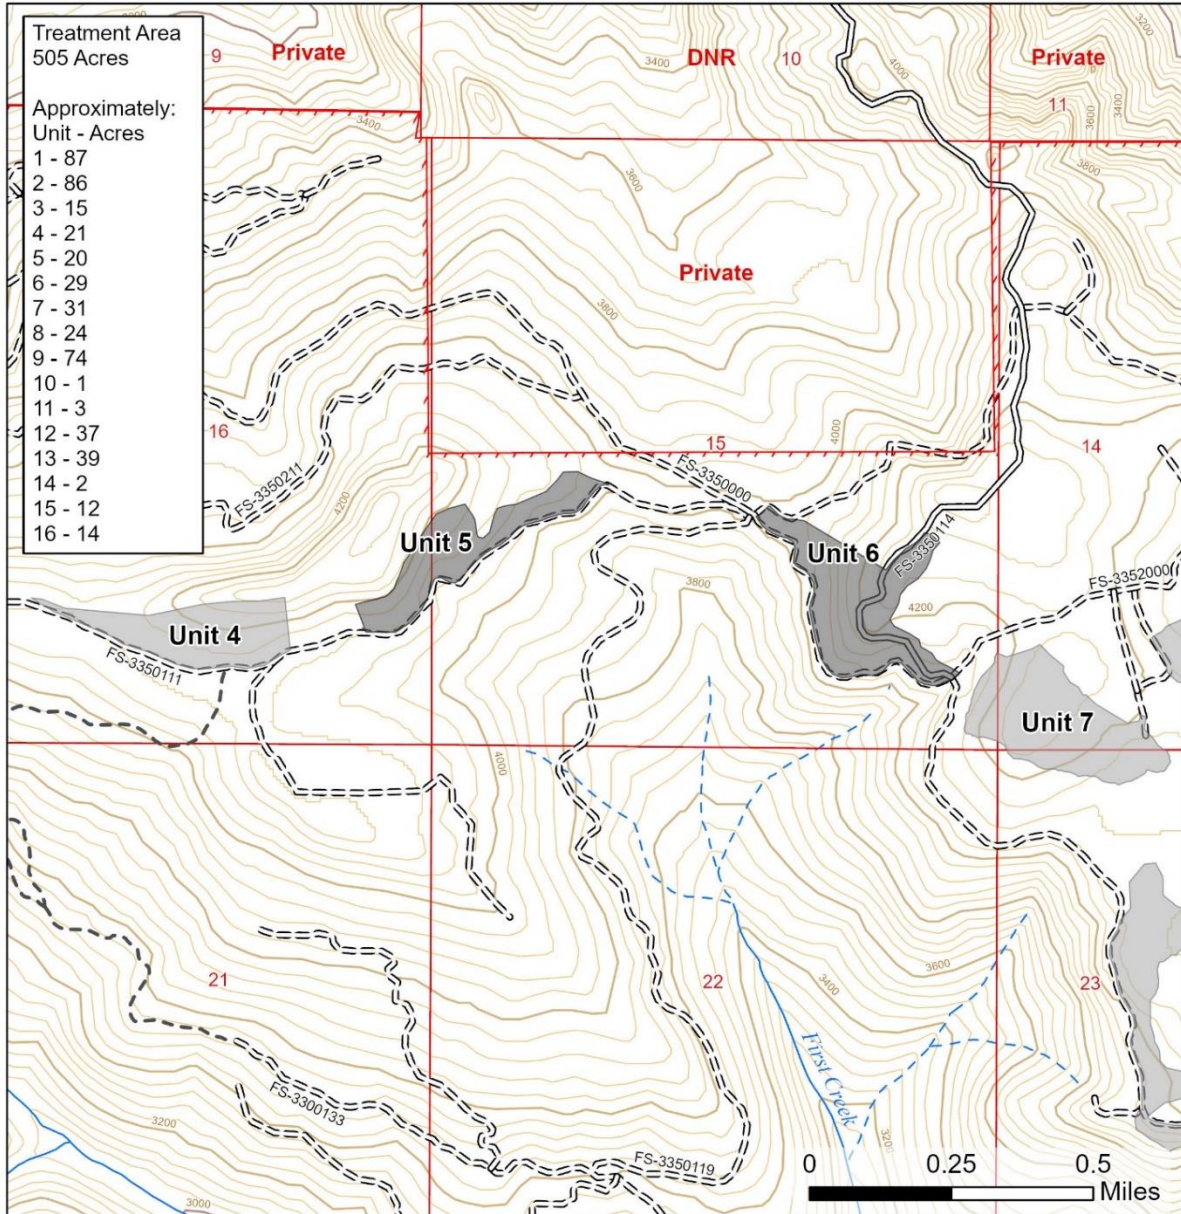 Treatment Area
505 Acres
Approximately:
Unit - Acres
1 - 87
2 - 86
3 - 15
4 - 21
5 - 20
6 - 29
7 - 31
8 - 24
9 - 74
10 - 1
11 - 3
12 - 37
13 - 39
14 - 2
15 - 12
16 - 14
9
Private
DNR
10
Private
11
3400
4000
3200
3400
3600
3400
3800
3600
Private
3800
16
15
4000
14
FS-3350211
4200
FS-3350000
Unit 5
Unit 6
FS-3350114
3800
4200
FS-3352000
Unit 4
FS-3350111
Unit 7
4000
21
22
3400
3600
23
First Creek
FS-3300133
3200
3200
FS-3350119
3000
0 0.25 0.5
Miles